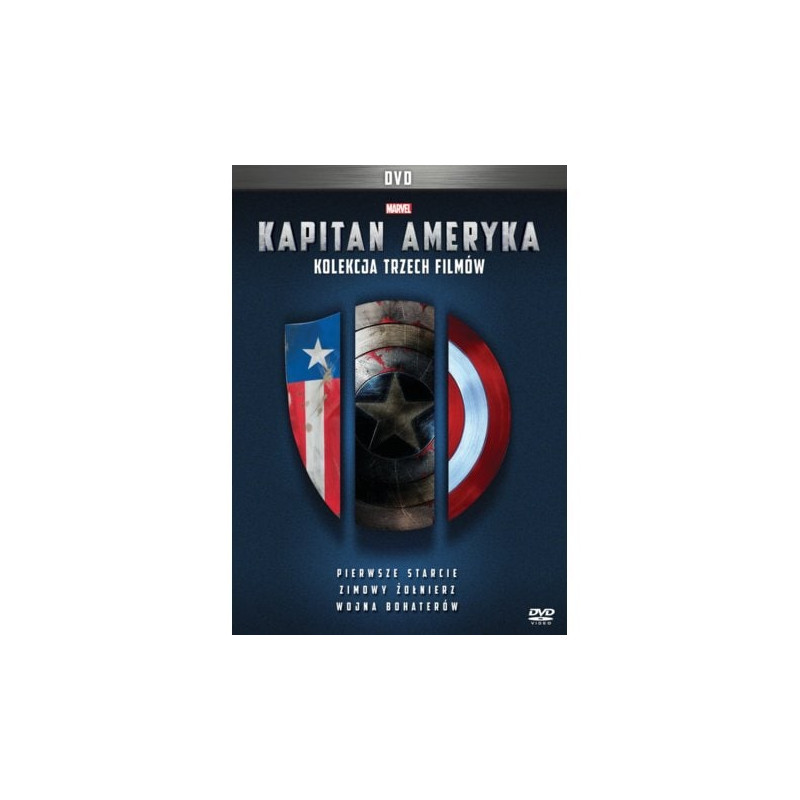 DVD
MARVEL
KAPITAN AMERYKA
KOLEKCJA TRZECH FILMÓW
PIERWSZE STARCIE
ZIMOWY ŻOŁNIERZ
WOJNA BOHATERÓW
DVD
VIDEO